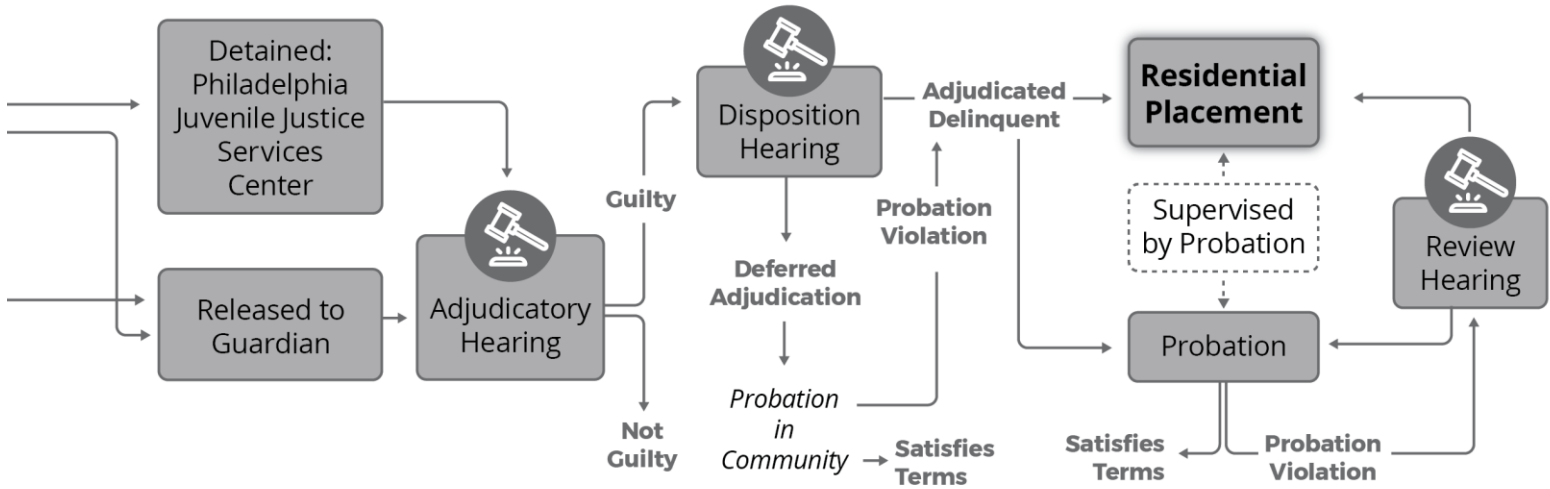 Detained:
Philadelphia
Juvenile Justice
Services
Center
Released to
Guardian
Adjudicatory
Hearing
Guilty
Not
Guilty
Disposition
Hearing
Deferred
Adjudication
Probation
in
Community
Satisfies
Terms
Probation
Violation
Adjudicated
Delinquent
Residential
Placement
Supervised
by Probation
Probation
Satisfies
Terms
Probation
Violation
Review
Hearing